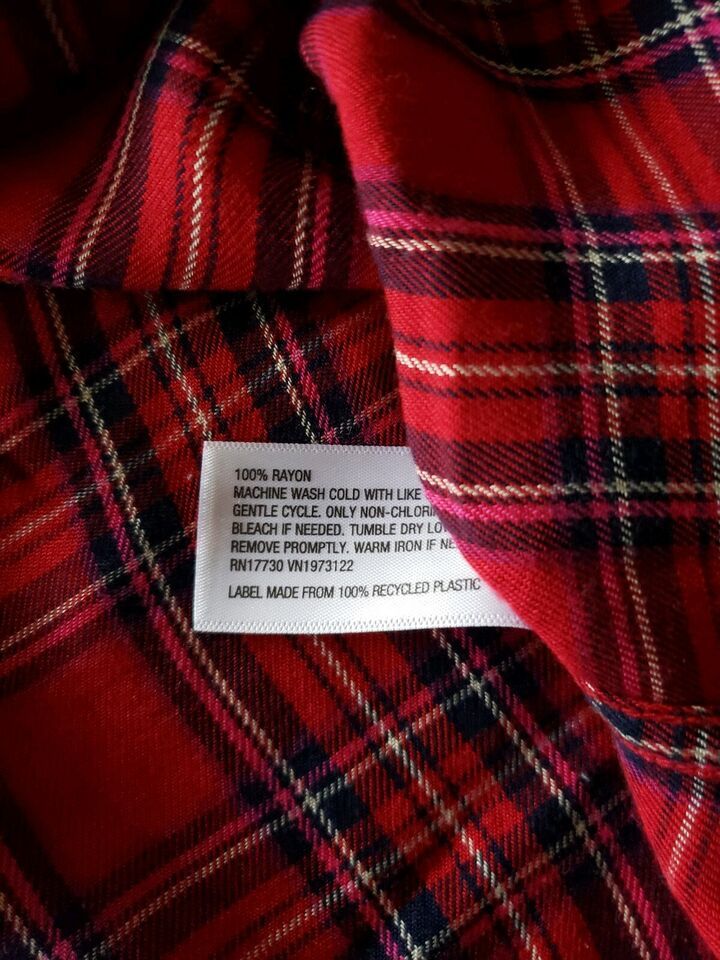 100% RAYON
MACHINE WASH COLD WITH LIKE
GENTLE CYCLE. ONLY NON-CHLORIN
BLEACH IF NEEDED. TUMBLE DRY LO
REMOVE PROMPTLY. WARM IRON IF NE
RN17730 VN1973122
LABEL MADE FROM 100% RECYCLED PLASTIC